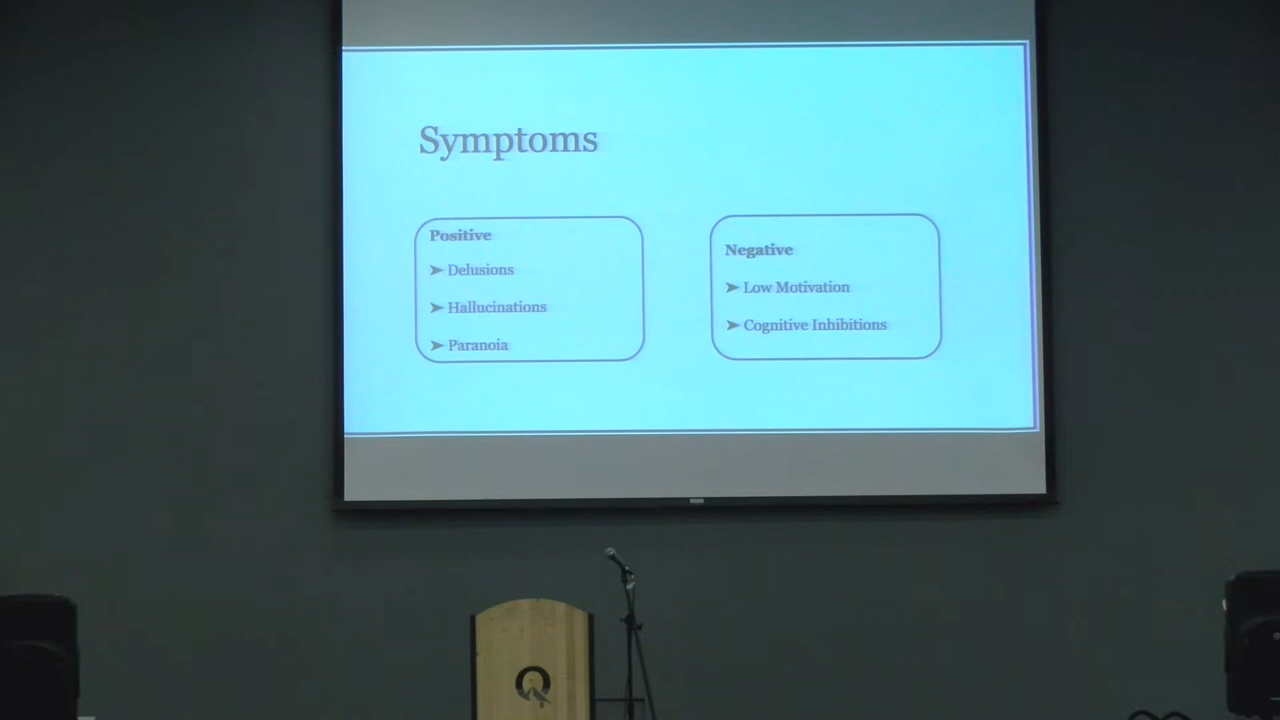 Symptoms
Positive
➤ Delusions
➤ Hallucinations
➤ Paranoia
Negative
➤ Low Motivation
➤ Cognitive Inhibitions
Q